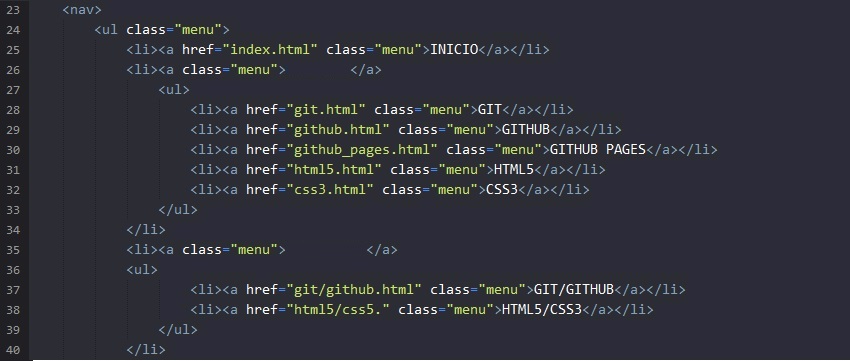 23 <nav>
24 <ul class="menu">
25 <li><a href="index.html" class="menu">INICIO</a></li>
26 <li><a class="menu"> </a>
27 <ul>
28 <li><a href="git.html" class="menu">GIT</a></li>
29 <li><a href="github.html" class="menu">GITHUB</a></li>
30 <li><a href="github_pages.html" class="menu">GITHUB PAGES</a></li>
31 <li><a href="html5.html" class="menu">HTML5</a></li>
32 <li><a href="css3.html" class="menu">CSS3</a></li>
33 </ul>
34 </li>
35 <li><a class="menu"> </a>
36 <ul>
37 <li><a href="git/github.html" class="menu">GIT/GITHUB</a></li>
38 <li><a href="html5/css5." class="menu">HTML5/CSS3</a></li>
39 </ul>
40 </li>